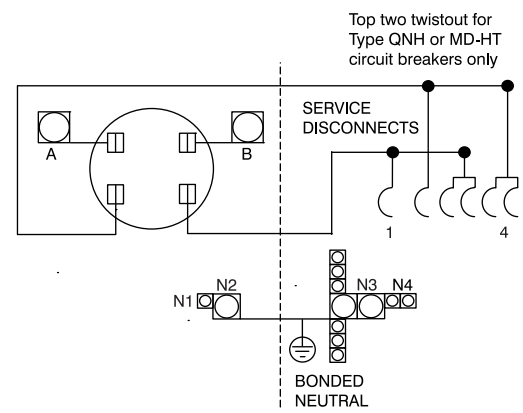 Top two twistout for
Type QNH or MD-HT
circuit breakers only
SERVICE
DISCONNECTS
A
B
1
4
N1
N2
N3
N4
BONDED
NEUTRAL